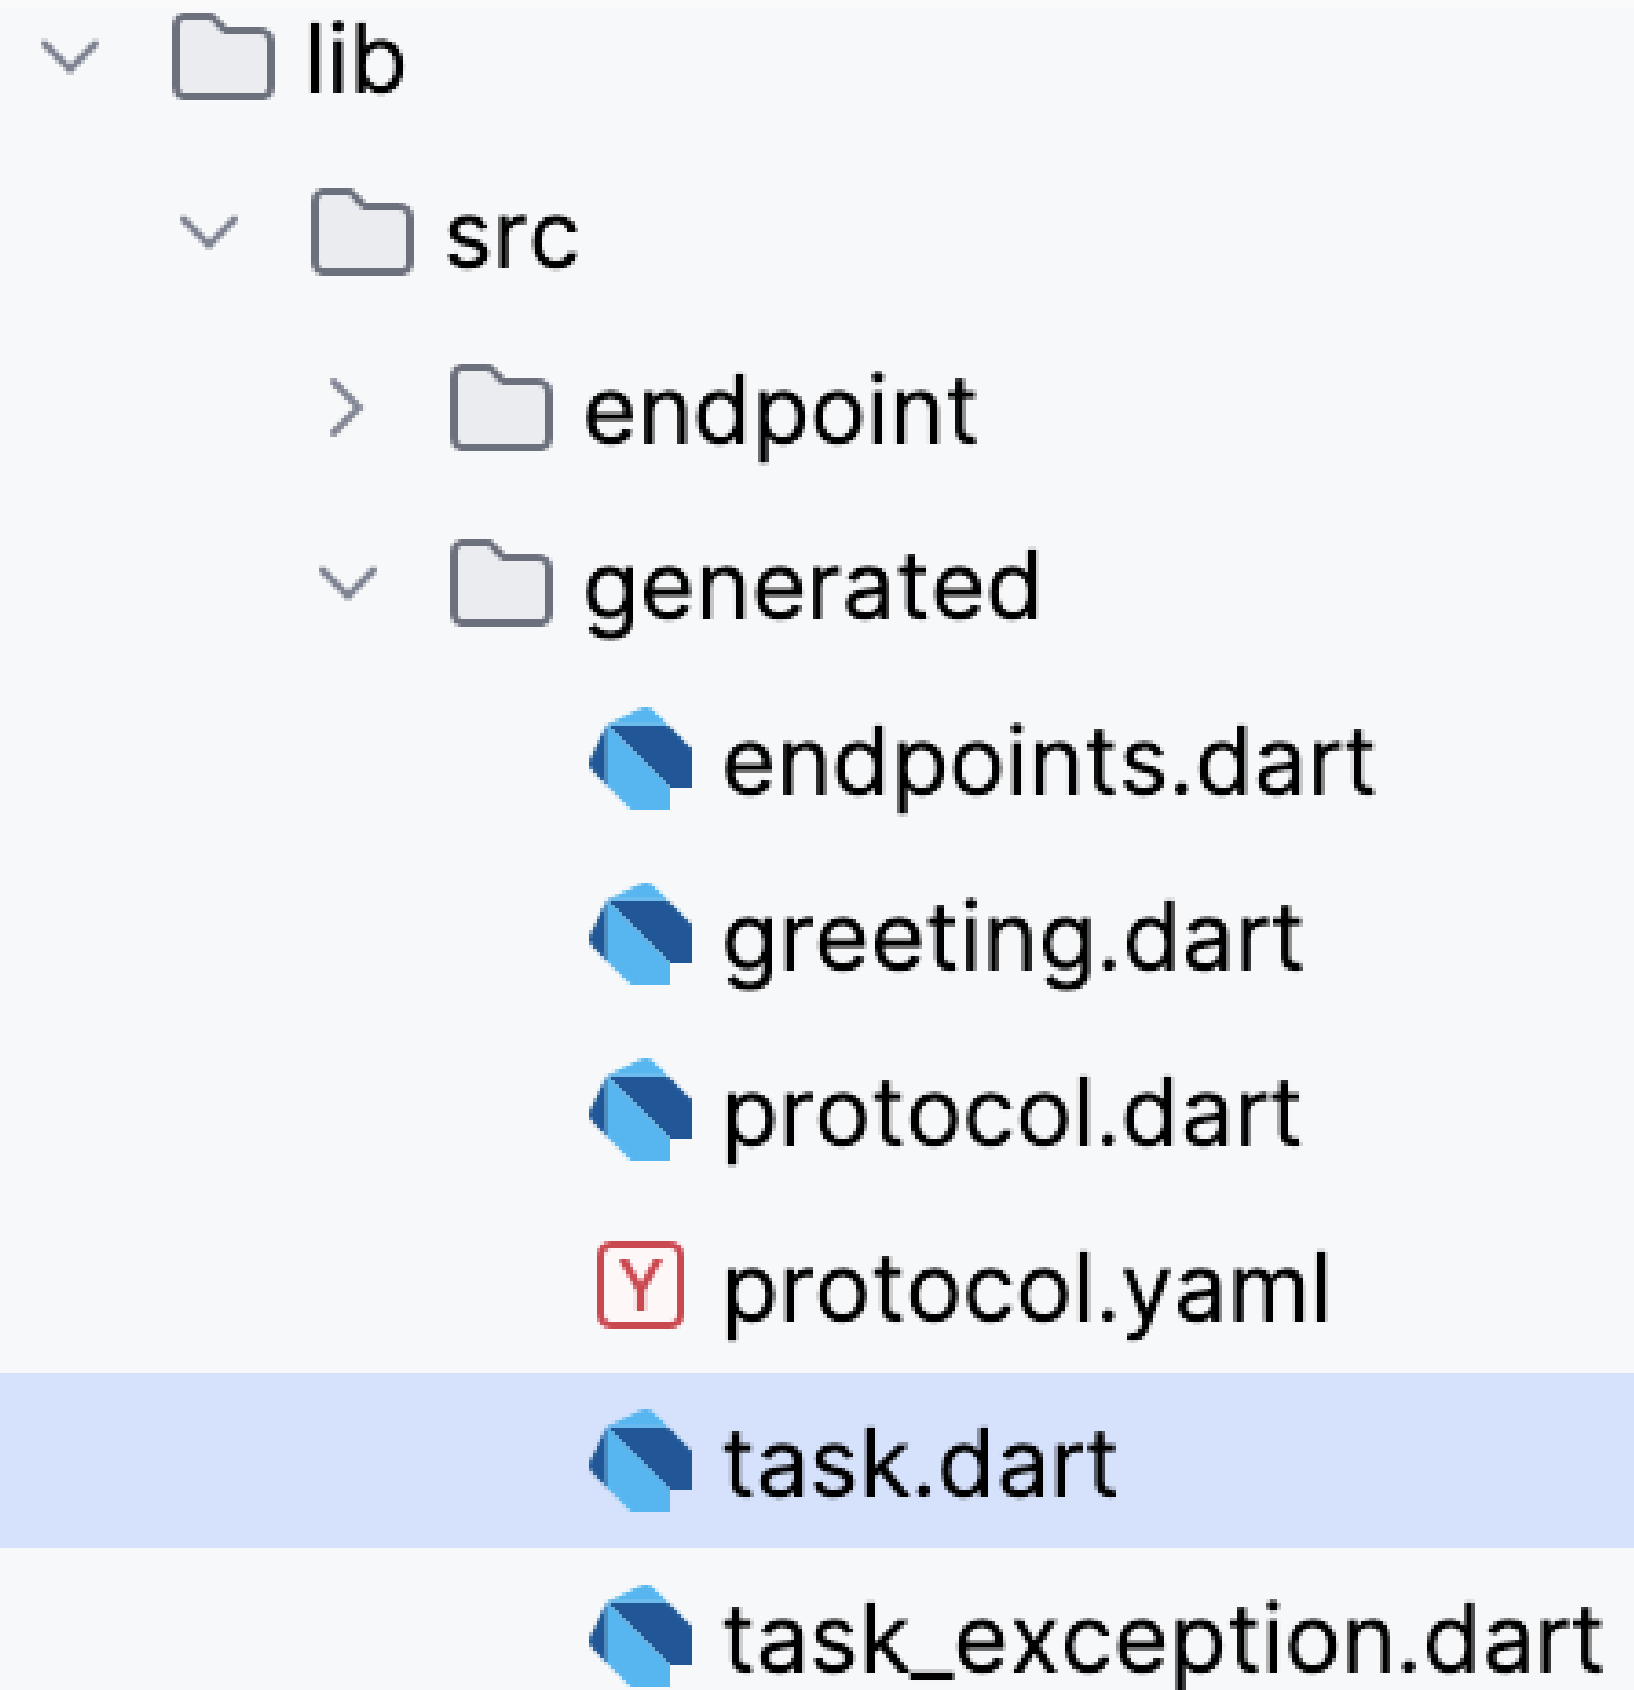 lib
src
endpoint
generated
endpoints.dart
greeting.dart
protocol.dart
Y protocol.yaml
task.dart
task_exception.dart